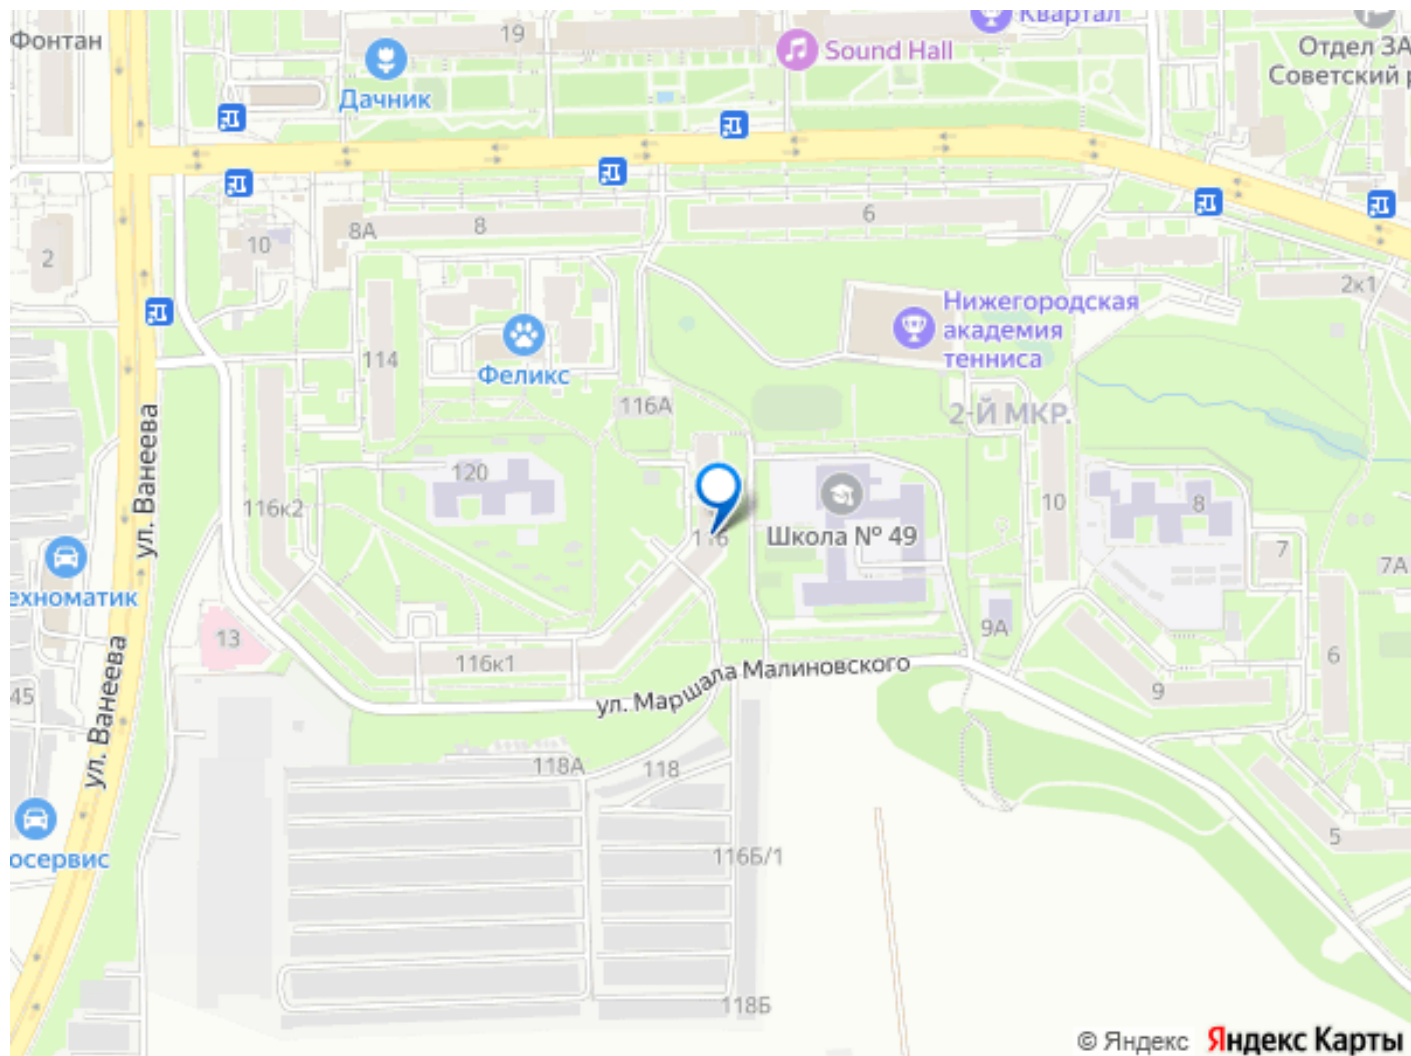 Фонтан
19
Квартал
Sound Hall
Дачник
Отдел ЗА
Советский р
8А
8
6
10
2
2к1
Нижегородская
академия
тенниса
114
Феликс
116А
2-Й МКР.
ул. Ванеева
120
116к2
116
Школа № 49
10
8
7
7А
ехноматик
13
9А
116к1
6
ул. Маршала Малиновского
9
45
ул. Ванеева
118А
118
5
осервис
116Б/1
118Б
© Яндекс Яндекс Карты